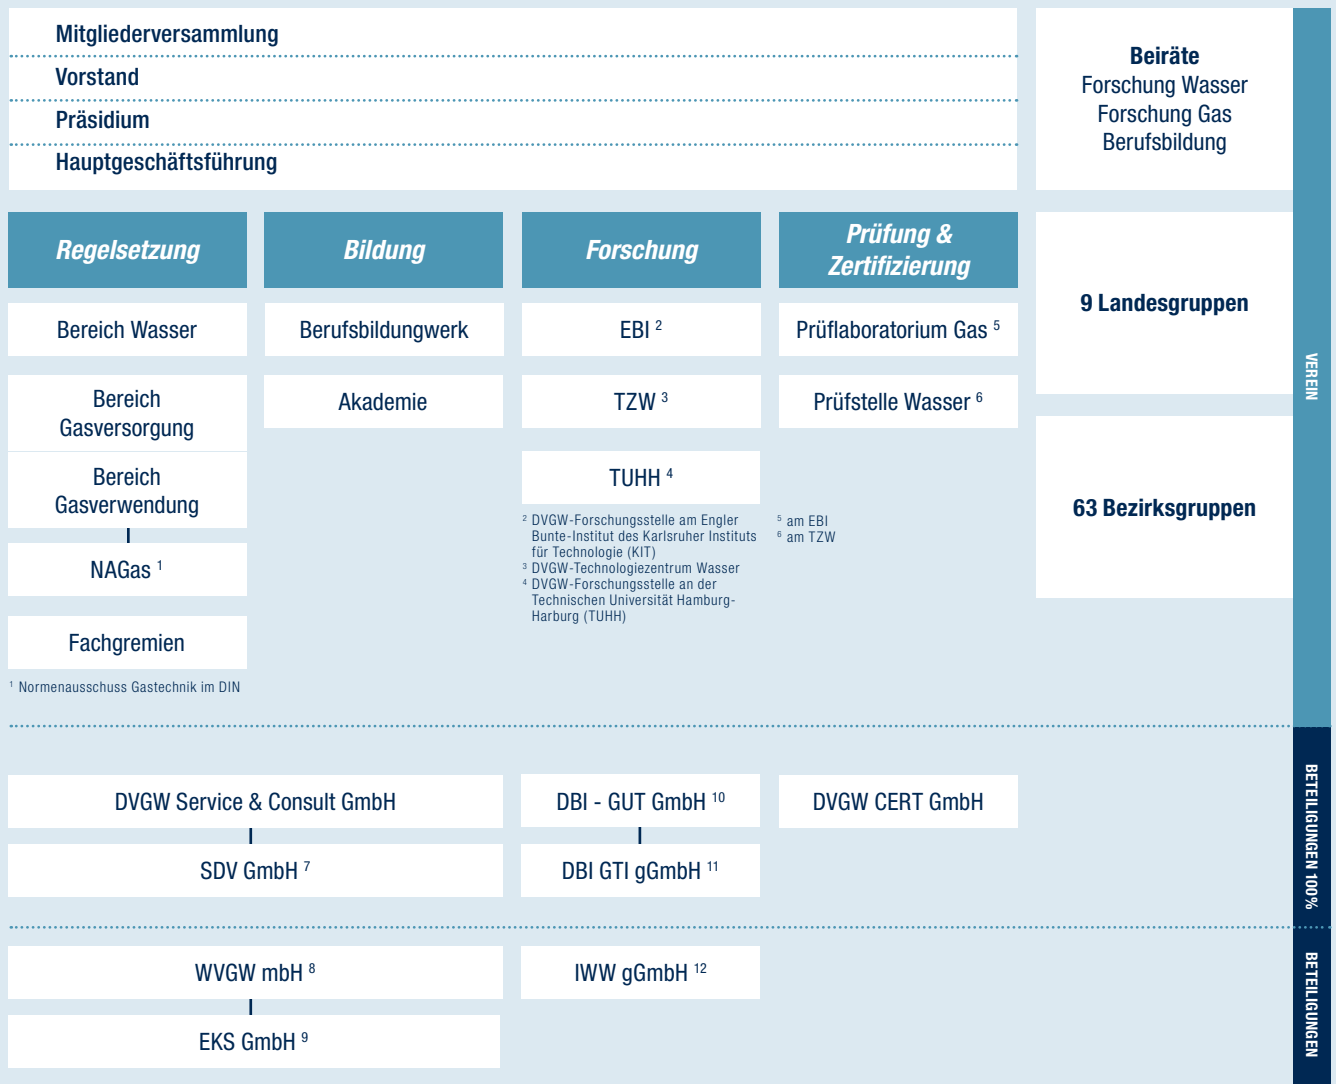 Mitgliederversammlung
Vorstand
Präsidium
Hauptgeschäftsführung
Beiräte
Forschung Wasser
Forschung Gas
Berufsbildung
Regelsetzung
Bereich Wasser
Bereich
Gasversorgung
Bereich
Gasverwendung
NAGas 1
Fachgremien
1 Normenausschuss Gastechnik im DIN
Bildung
Berufsbildungwerk
Akademie
Forschung
EBI 2
TZW 3
TUHH 4
2 DVGW-Forschungsstelle am Engler
Bunte-Institut des Karlsruher Instituts
für Technologie (KIT)
3 DVGW-Technologiezentrum Wasser
4 DVGW-Forschungsstelle an der
Technischen Universität Hamburg-
Harburg (TUHH)
Prüfung &
Zertifizierung
Prüflaboratorium Gas 5
Prüfstelle Wasser 6
5 am EBI
6 am TZW
9 Landesgruppen
63 Bezirksgruppen
VEREIN
DVGW Service & Consult GmbH
SDV GmbH 7
DBI - GUT GmbH 10
DBI GTI gGmbH 11
DVGW CERT GmbH
BETEILIGUNGEN 100%
WVGW mbH 8
EKS GmbH 9
IWW gGmbH 12
BETEILIGUNGEN